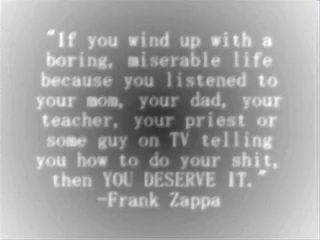 "If you wind up with a
boring, miserable life
because you listened to
your mom, your dad, your
teacher, your priest or
some guy on TV telling
you how to do your shit,
then YOU DESERVE IT."
-Frank Zappa